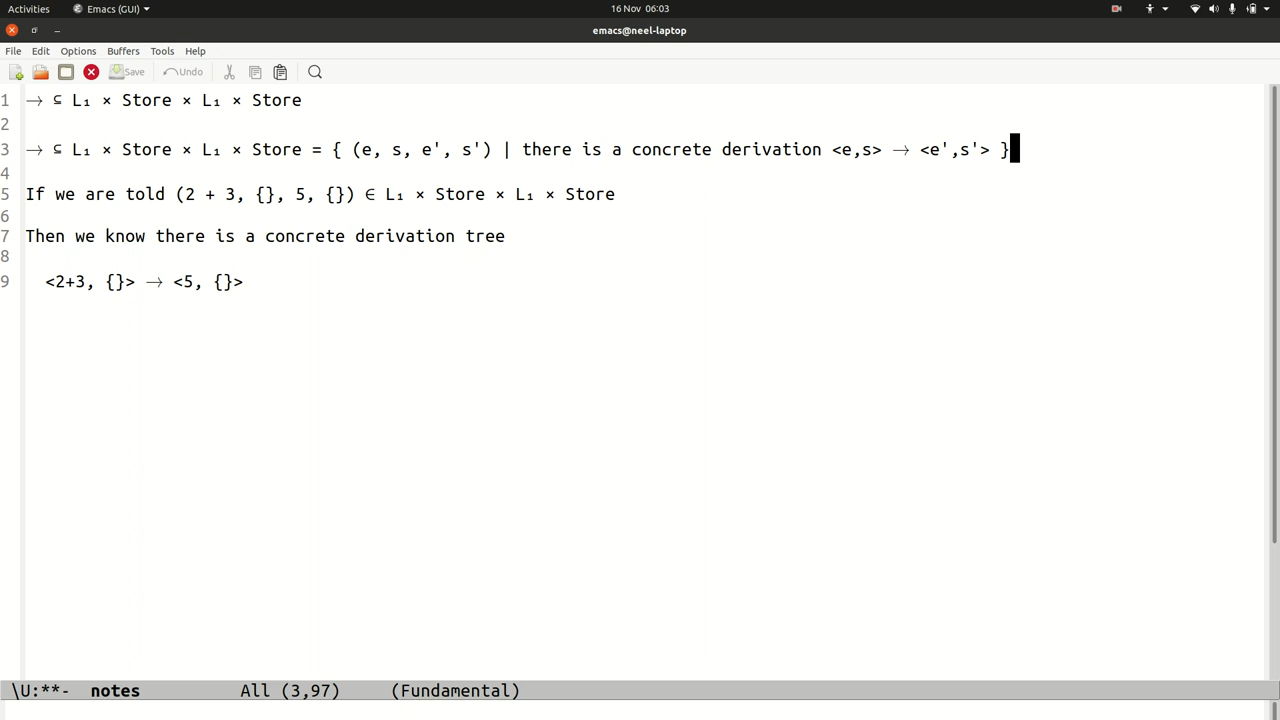 Activities Emacs (GUI) 16 Nov 06:03
emacs@neel-laptop
File Edit Options Buffers Tools Help
Save Undo
1 → ⊆ L₁ × Store × L₁ × Store
2
3 → ⊆ L₁ × Store × L₁ × Store = { (e, s, e', s') | there is a concrete derivation <e,s> → <e',s'> }
4
5 If we are told (2 + 3, {}, 5, {}) ∈ L₁ × Store × L₁ × Store
6
7 Then we know there is a concrete derivation tree
8
9 <2+3, {}> → <5, {}>
\U:**- notes All (3,97) (Fundamental)